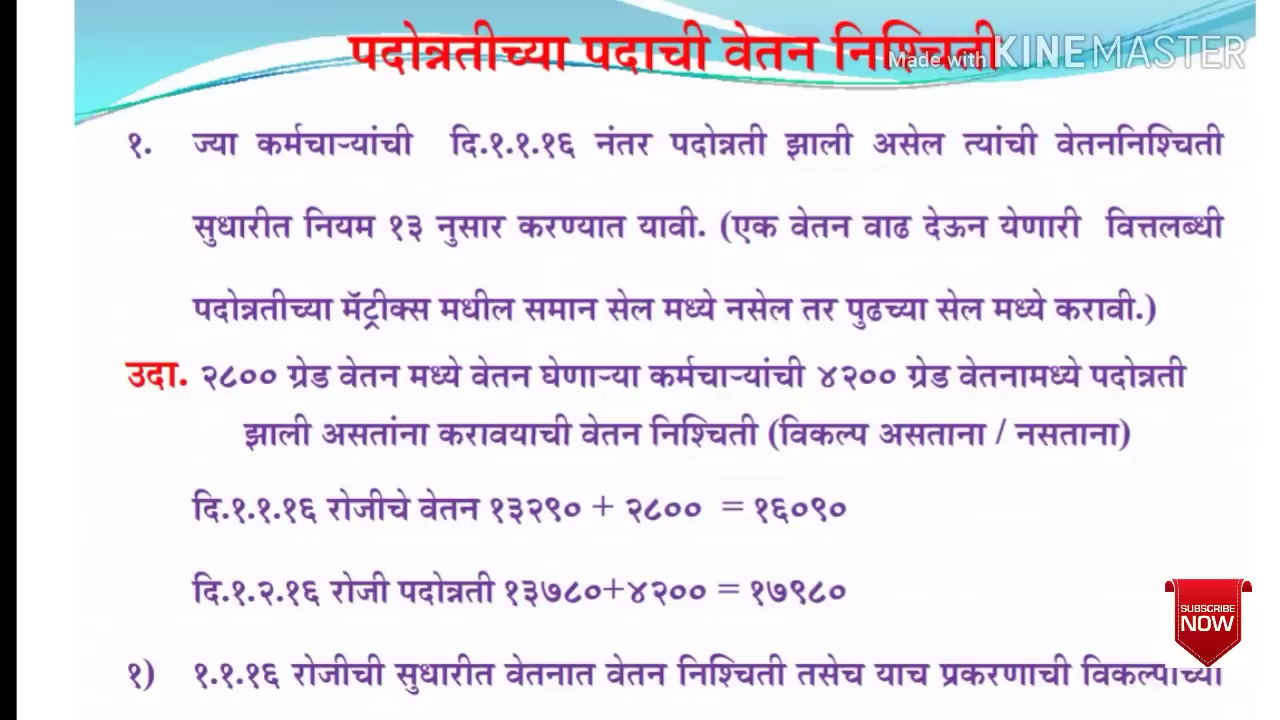 पदोन्नतीच्या पदाची वेतन निश्चिती
Made with KINEMASTER
१. ज्या कर्मचाऱ्यांची दि.१.१.१६ नंतर पदोन्नती झाली असेल त्यांची वेतननिश्चिती
सुधारीत नियम १३ नुसार करण्यात यावी. (एक वेतन वाढ देऊन येणारी वित्तलब्धी
पदोन्नतीच्या मॅट्रीक्स मधील समान सेल मध्ये नसेल तर पुढच्या सेल मध्ये करावी.)
उदा. २८०० ग्रेड वेतन मध्ये वेतन घेणाऱ्या कर्मचाऱ्यांची ४२०० ग्रेड वेतनामध्ये पदोन्नती
झाली असतांना करावयाची वेतन निश्चिती (विकल्प असताना / नसताना)
दि.१.१.१६ रोजीचे वेतन १३२९० + २८०० = १६०९०
दि.१.२.१६ रोजी पदोन्नती १३७८०+४२०० = १७९८०
SUBSCRIBE
NOW
१) १.१.१६ रोजीची सुधारीत वेतनात वेतन निश्चिती तसेच याच प्रकरणाची विकल्पाच्या